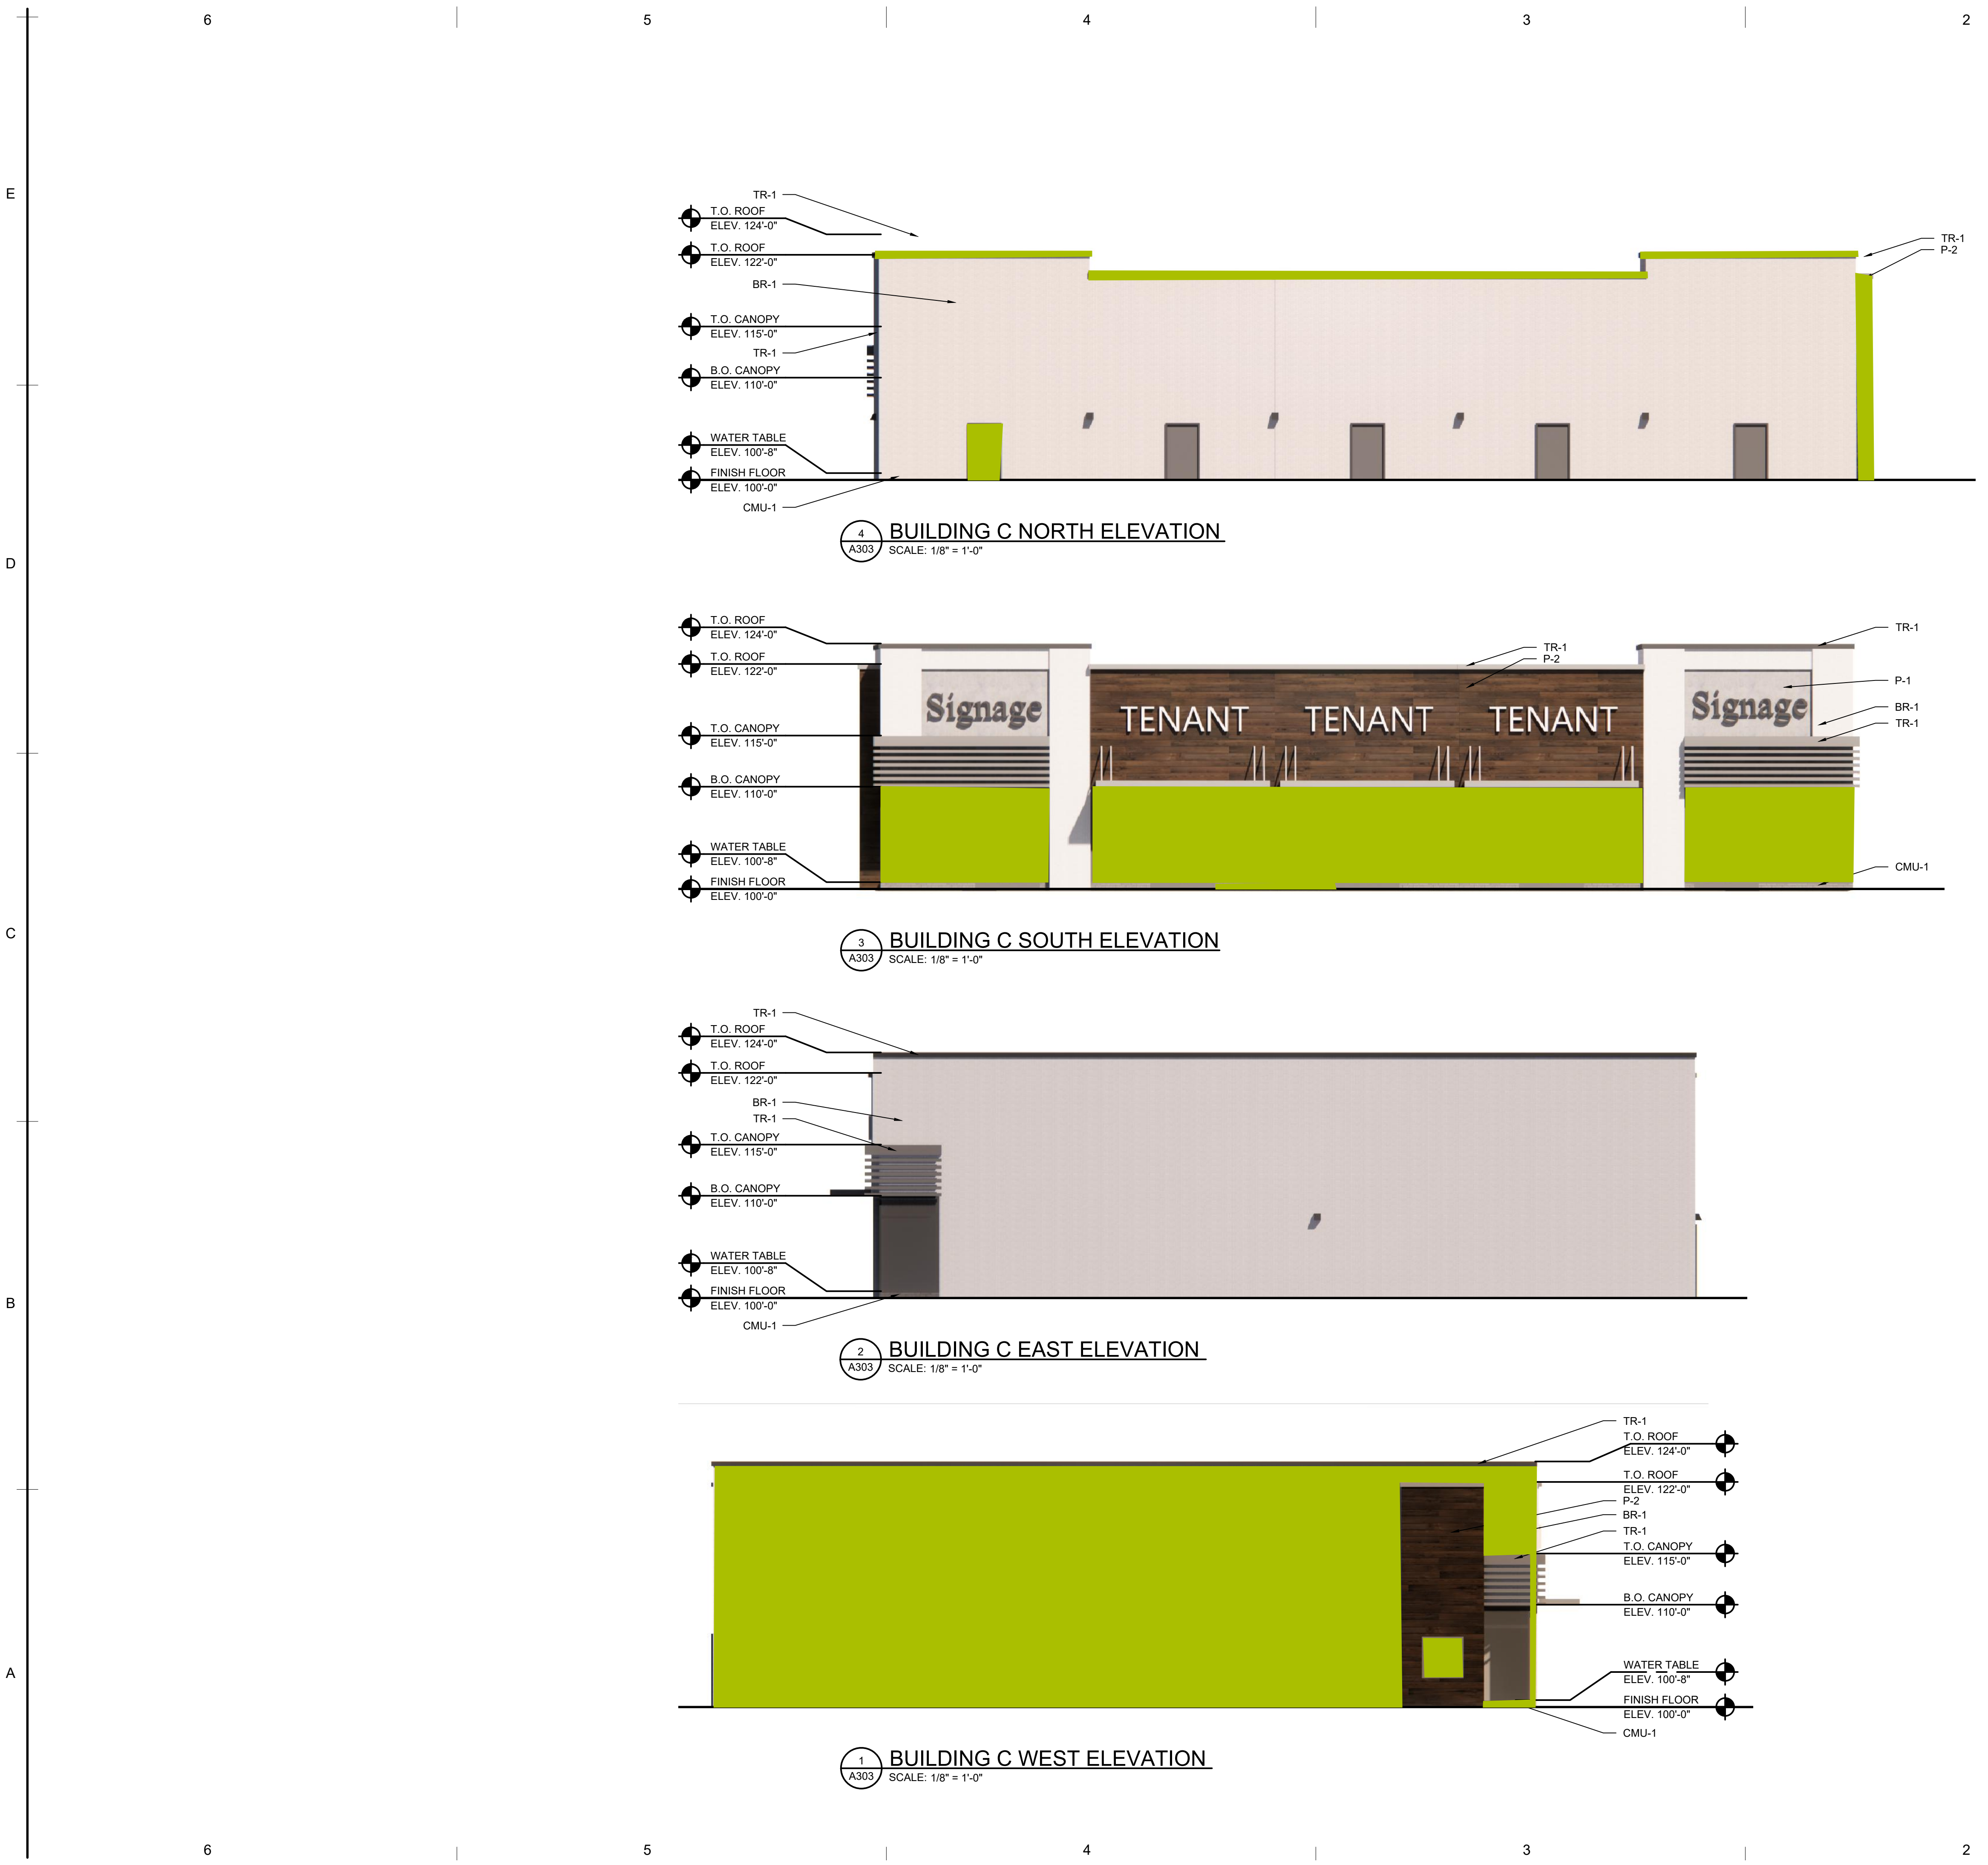 6 5 4 3 2
E
TR-1
T.O. ROOF
ELEV. 124'-0"
T.O. ROOF
ELEV. 122'-0"
BR-1
T.O. CANOPY
ELEV. 115'-0"
TR-1
B.O. CANOPY
ELEV. 110'-0"
WATER TABLE
ELEV. 100'-8"
FINISH FLOOR
ELEV. 100'-0"
CMU-1
TR-1
P-2
4
A303
BUILDING C NORTH ELEVATION
SCALE: 1/8" = 1'-0"
D
T.O. ROOF
ELEV. 124'-0"
T.O. ROOF
ELEV. 122'-0"
T.O. CANOPY
ELEV. 115'-0"
B.O. CANOPY
ELEV. 110'-0"
WATER TABLE
ELEV. 100'-8"
FINISH FLOOR
ELEV. 100'-0"
Signage
TENANT TENANT TENANT
Signage
TR-1
P-2
TR-1
P-1
BR-1
TR-1
CMU-1
C
3
A303
BUILDING C SOUTH ELEVATION
SCALE: 1/8" = 1'-0"
TR-1
T.O. ROOF
ELEV. 124'-0"
T.O. ROOF
ELEV. 122'-0"
BR-1
TR-1
T.O. CANOPY
ELEV. 115'-0"
B.O. CANOPY
ELEV. 110'-0"
WATER TABLE
ELEV. 100'-8"
FINISH FLOOR
ELEV. 100'-0"
CMU-1
B
2
A303
BUILDING C EAST ELEVATION
SCALE: 1/8" = 1'-0"
TR-1
T.O. ROOF
ELEV. 124'-0"
T.O. ROOF
ELEV. 122'-0"
P-2
BR-1
TR-1
T.O. CANOPY
ELEV. 115'-0"
B.O. CANOPY
ELEV. 110'-0"
WATER TABLE
ELEV. 100'-8"
FINISH FLOOR
ELEV. 100'-0"
CMU-1
A
1
A303
BUILDING C WEST ELEVATION
SCALE: 1/8" = 1'-0"
6 5 4 3 2